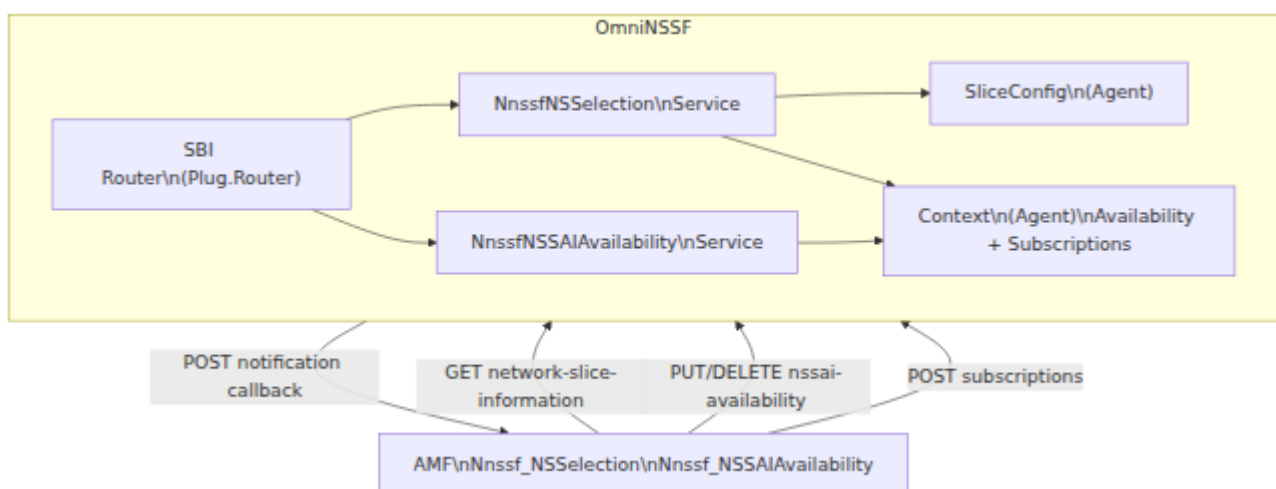 OmniNSSF
NnssfNSSelection\nService
SliceConfig\n(Agent)
SBI
Router\n(Plug.Router)
Context\n(Agent)\nAvailability
+ Subscriptions
NnssfNSSAIAvailability\nService
POST notification
callback
GET network-slice-
information
PUT/DELETE nssai-
availability
POST subscriptions
AMF\nNnssf_NSSelection\nNnssf_NSSAIAvailability